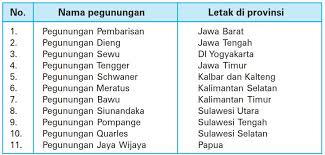 No. Nama pegunungan Letak di provinsi
1. Pegunungan Pembarisan Jawa Barat
2. Pegunungan Dieng Jawa Tengah
3. Pegunungan Sewu DI Yogyakarta
4. Pegunungan Tengger Jawa Timur
5. Pegunungan Schwaner Kalbar dan Kalteng
6. Pegunungan Meratus Kalimantan Selatan
7. Pegunungan Bawu Kalimantan Timur
8. Pegunungan Siunandaka Sulawesi Utara
9. Pegunungan Pompange Sulawesi Tengah
10. Pegunungan Quarles Sulawesi Selatan
11. Pegunungan Jaya Wijaya Papua